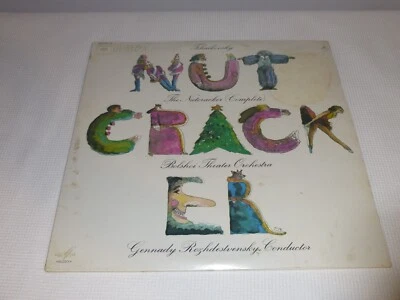 Tchaikovsky
NUT
The Nutcracker (Complete)
CRACK
Bolshoi Theater Orchestra
ER
Gennady Rozhdestvensky, Conductor